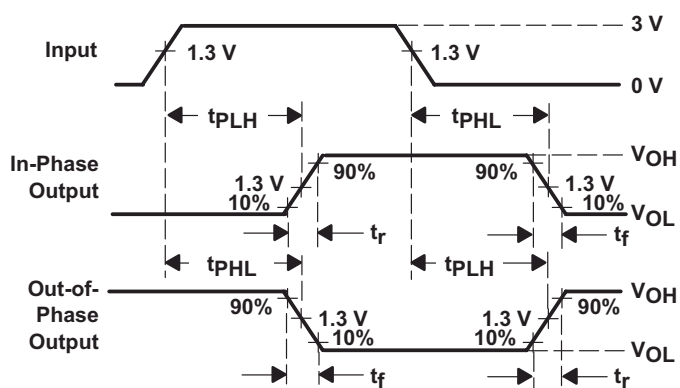 3 V
Input
1.3 V
1.3 V
0 V
tPLH
tPHL
In-Phase
Output
VOH
90%
90%
1.3 V
1.3 V
10%
10%
VOL
tr
tf
tPHL
tPLH
Out-of-
Phase
Output
VOH
90%
90%
1.3 V
1.3 V
10%
10%
VOL
tf
tr